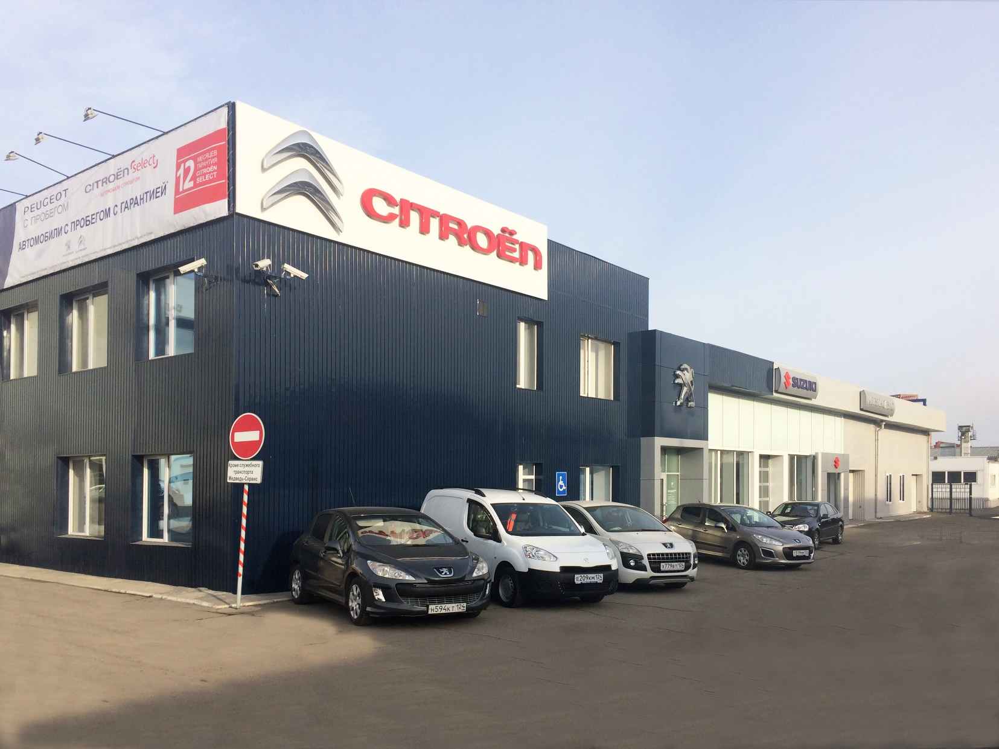 PEUGEOT
С ПРОБЕГОМ
CITROËN select
АВТОМОБИЛИ С ПРОБЕГОМ
АВТОМОБИЛИ С ПРОБЕГОМ С ГАРАНТИЕЙ
12
МЕСЯЦЕВ
ГАРАНТИЯ
CITROËN
SELECT
CITROËN
SUZUKI
Кроме служебного
транспорта
Медведь-Сервис
Н594КТ 124
Е209КМ 124
Х779ВТ 124